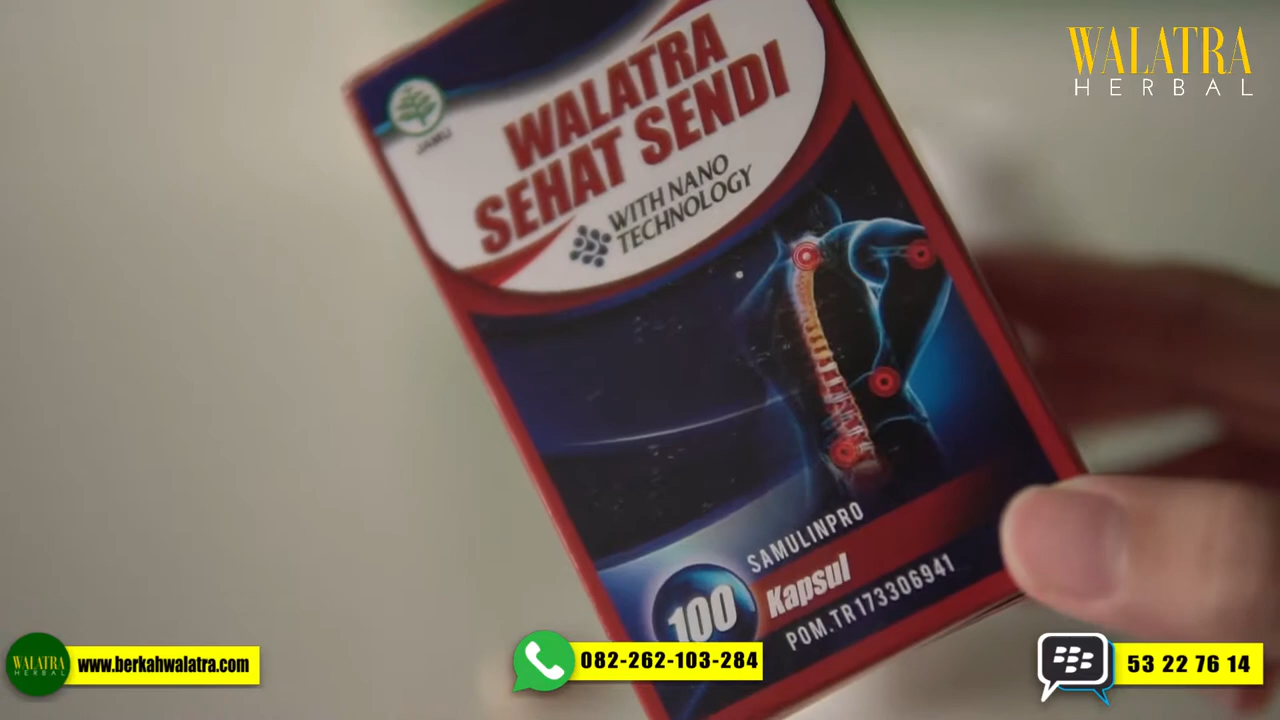 WALATRA
HERBAL
JAMU
WALATRA
SEHAT SENDI
WITH NANO
TECHNOLOGY
SAMULINPRO
100
Kapsul
POM.TR173306941
WALATRA
HERBAL
www.berkahwalatra.com
082-262-103-284
53 22 76 14